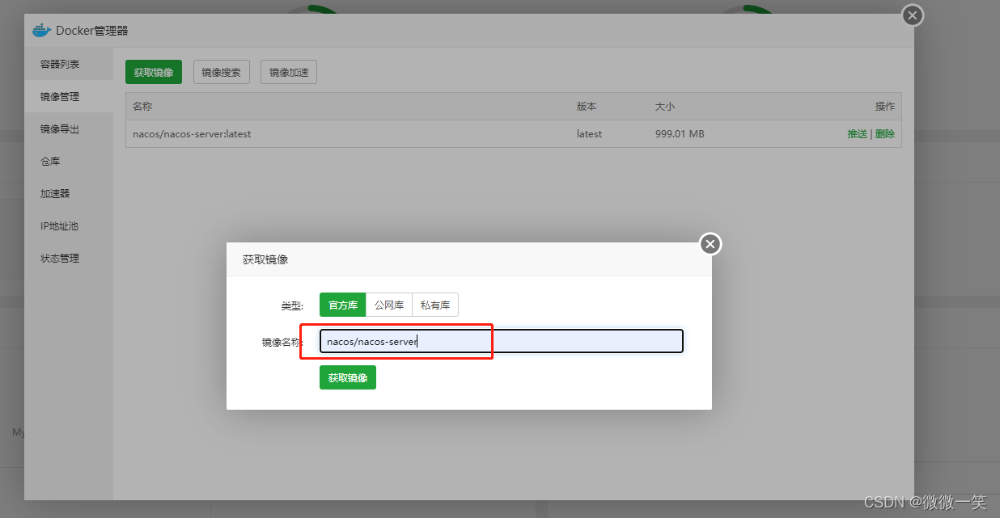 Docker管理器
容器列表
镜像管理
镜像导出
仓库
加速器
IP地址池
状态管理
获取镜像 镜像搜索 镜像加速
名称 版本 大小 操作
nacos/nacos-server:latest latest 999.01 MB 推送 | 删除
获取镜像
类型: 官方库 公网库 私有库
镜像名称: nacos/nacos-server
获取镜像
My
CSDN @微微一笑